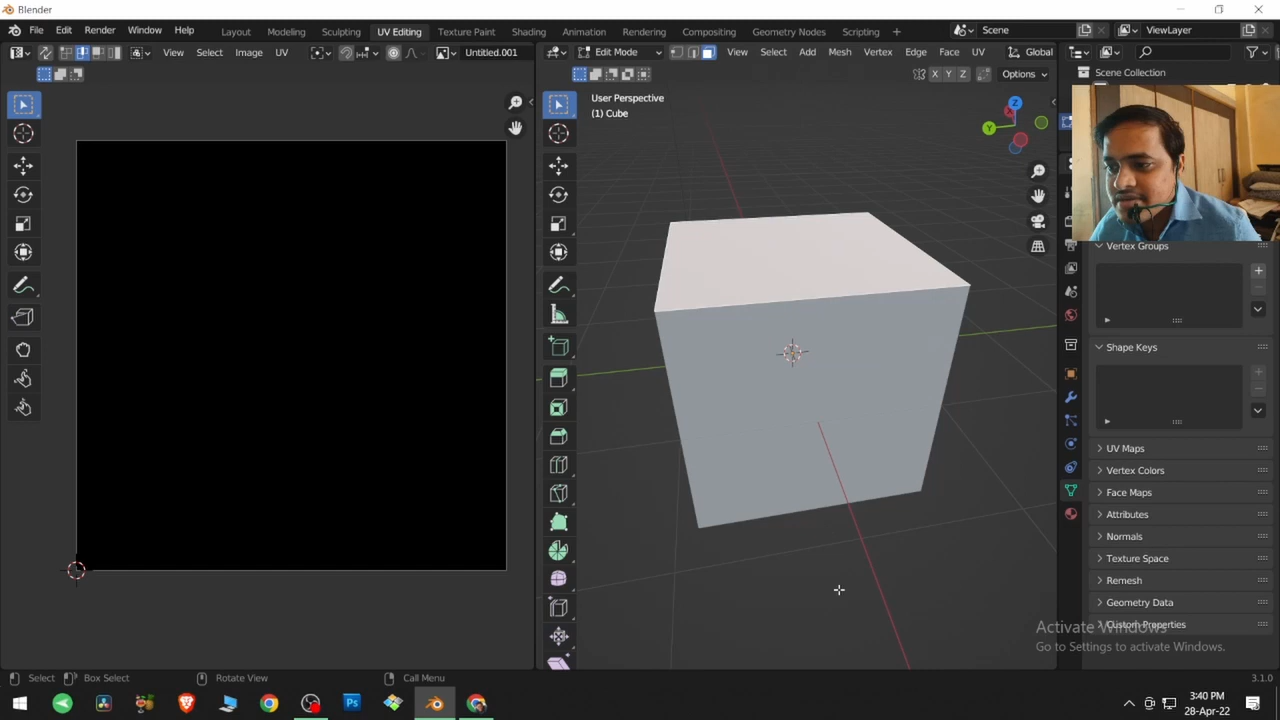 Blender
File Edit Render Window Help
Layout Modeling Sculpting UV Editing Texture Paint Shading Animation Rendering Compositing Geometry Nodes Scripting
Scene
ViewLayer
View Select Image UV
Untitled.001
Edit Mode
View Select Add Mesh Vertex Edge Face UV
Global
X Y Z
Options
Scene Collection
User Perspective
(1) Cube
Z
Y
Vertex Groups
Shape Keys
UV Maps
Vertex Colors
Face Maps
Attributes
Normals
Texture Space
Remesh
Geometry Data
Custom Properties
Activate Windows
Go to Settings to activate Windows.
Select
Box Select
Rotate View
Call Menu
3.1.0
Ps
3:40 PM
28-Apr-22